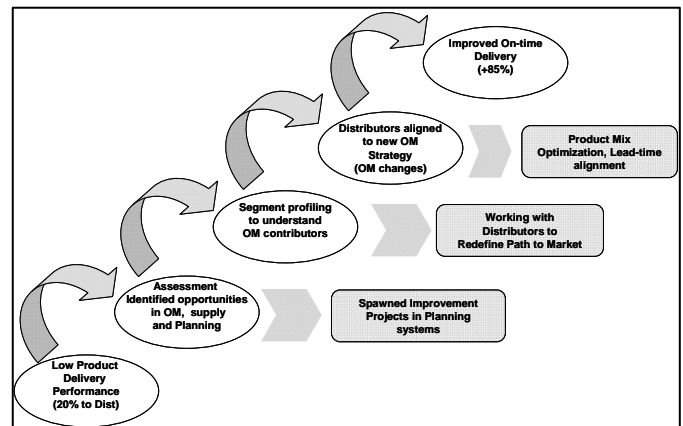 Improved On-time
Delivery
(+85%)
Distributors aligned
to new OM
Strategy
(OM changes)
Product Mix
Optimization, Lead-time
alignment
Segment profiling
to understand
OM contributors
Working with
Distributors to
Redefine Path to Market
Assessment
Identified opportunities
in OM, supply
and Planning
Spawned Improvement
Projects in Planning
systems
Low Product
Delivery
Performance
(20% to Dist)